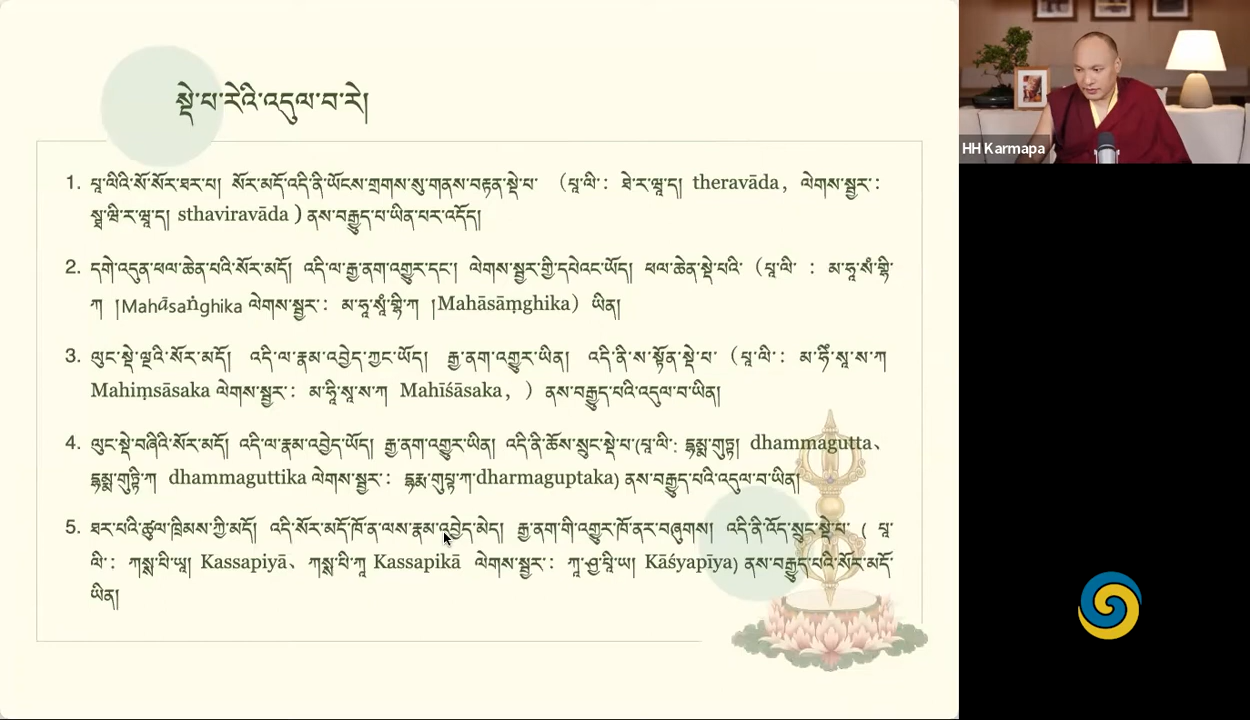 སྡེ་པ་རེའི་འདུལ་བ་རེ།
1. པཱ་ལིའི་སོ་སོར་ཐར་པ། སོར་མདོ་འདི་ནི་ཡོངས་གྲགས་སུ་གནས་བརྟན་སྡེ་པ་ （པཱ་ལི་： ཐེ་ར་ཝཱ་ད། theravāda，ལེགས་སྦྱར་：
སྠཱ་ཝི་ར་ཝཱ་ད། sthaviravāda ) ནས་བརྒྱུད་པ་ཡིན་པར་འདོད།
2. དགེ་འདུན་ཕལ་ཆེན་པའི་སོར་མདོ། འདི་ལ་རྒྱ་ནག་འགྱུར་དང་། ལེགས་སྦྱར་གྱི་དཔེའང་ཡོད། ཕལ་ཆེན་སྡེ་པའི་（པཱ་ལི་ ： མ་ཧཱ་སཾ་གྷི་
ཀ །Mahāsaṅghika ལེགས་སྦྱར་： མ་ཧཱ་སཱཾ་གྷི་ཀ །Mahāsāṃghika）ཡིན།
3. ལུང་སྡེ་ལྔའི་སོར་མདོ། འདི་ལ་རྣམ་འབྱེད་ཀྱང་ཡོད། རྒྱ་ནག་འགྱུར་ཡིན། འདི་ནི་ས་སྟོན་སྡེ་པ་（པཱ་ལི་： མ་ཧིཾ་སཱ་ས་ཀ
Mahiṃsāsaka ལེགས་སྦྱར་： མ་ཧཱི་སཱ་ས་ཀ Mahīśāsaka，）ནས་བརྒྱུད་པའི་འདུལ་བ་ཡིན།
4. ལུང་སྡེ་བཞིའི་སོར་མདོ། འདི་ལ་རྣམ་འབྱེད་ཡོད། རྒྱ་ནག་འགྱུར་ཡིན། འདི་ནི་ཆོས་སྲུང་སྡེ་པ་(པཱ་ལི་: དྷམྨ་གུཏྟ། dhammagutta、
དྷམྨ་གུཏྟི་ཀ dhammaguttika ལེགས་སྦྱར་： དྷརྨ་གུཔྟ་ཀ་dharmaguptaka) ནས་བརྒྱུད་པའི་འདུལ་བ་ཡིན།
5. ཐར་པའི་ཚུལ་ཁྲིམས་ཀྱི་མདོ། འདི་སོར་མདོ་ཁོ་ན་ལས་རྣམ་འབྱེད་མེད། རྒྱ་ནག་གི་འགྱུར་ཁོ་ནར་བཞུགས། འདི་ནི་འོད་སྲུང་སྡེ་པ་ ( པཱ་
ལི་： ཀསྶ་པི་ཡཱ། Kassapiyā、ཀསྶ་པི་ཀཱ Kassapikā ལེགས་སྦྱར་： ཀཱ་ཤྱ་པཱི་ཡ། Kāśyapīya) ནས་བརྒྱུད་པའི་སོར་མདོ་
ཡིན།
HH Karmapa